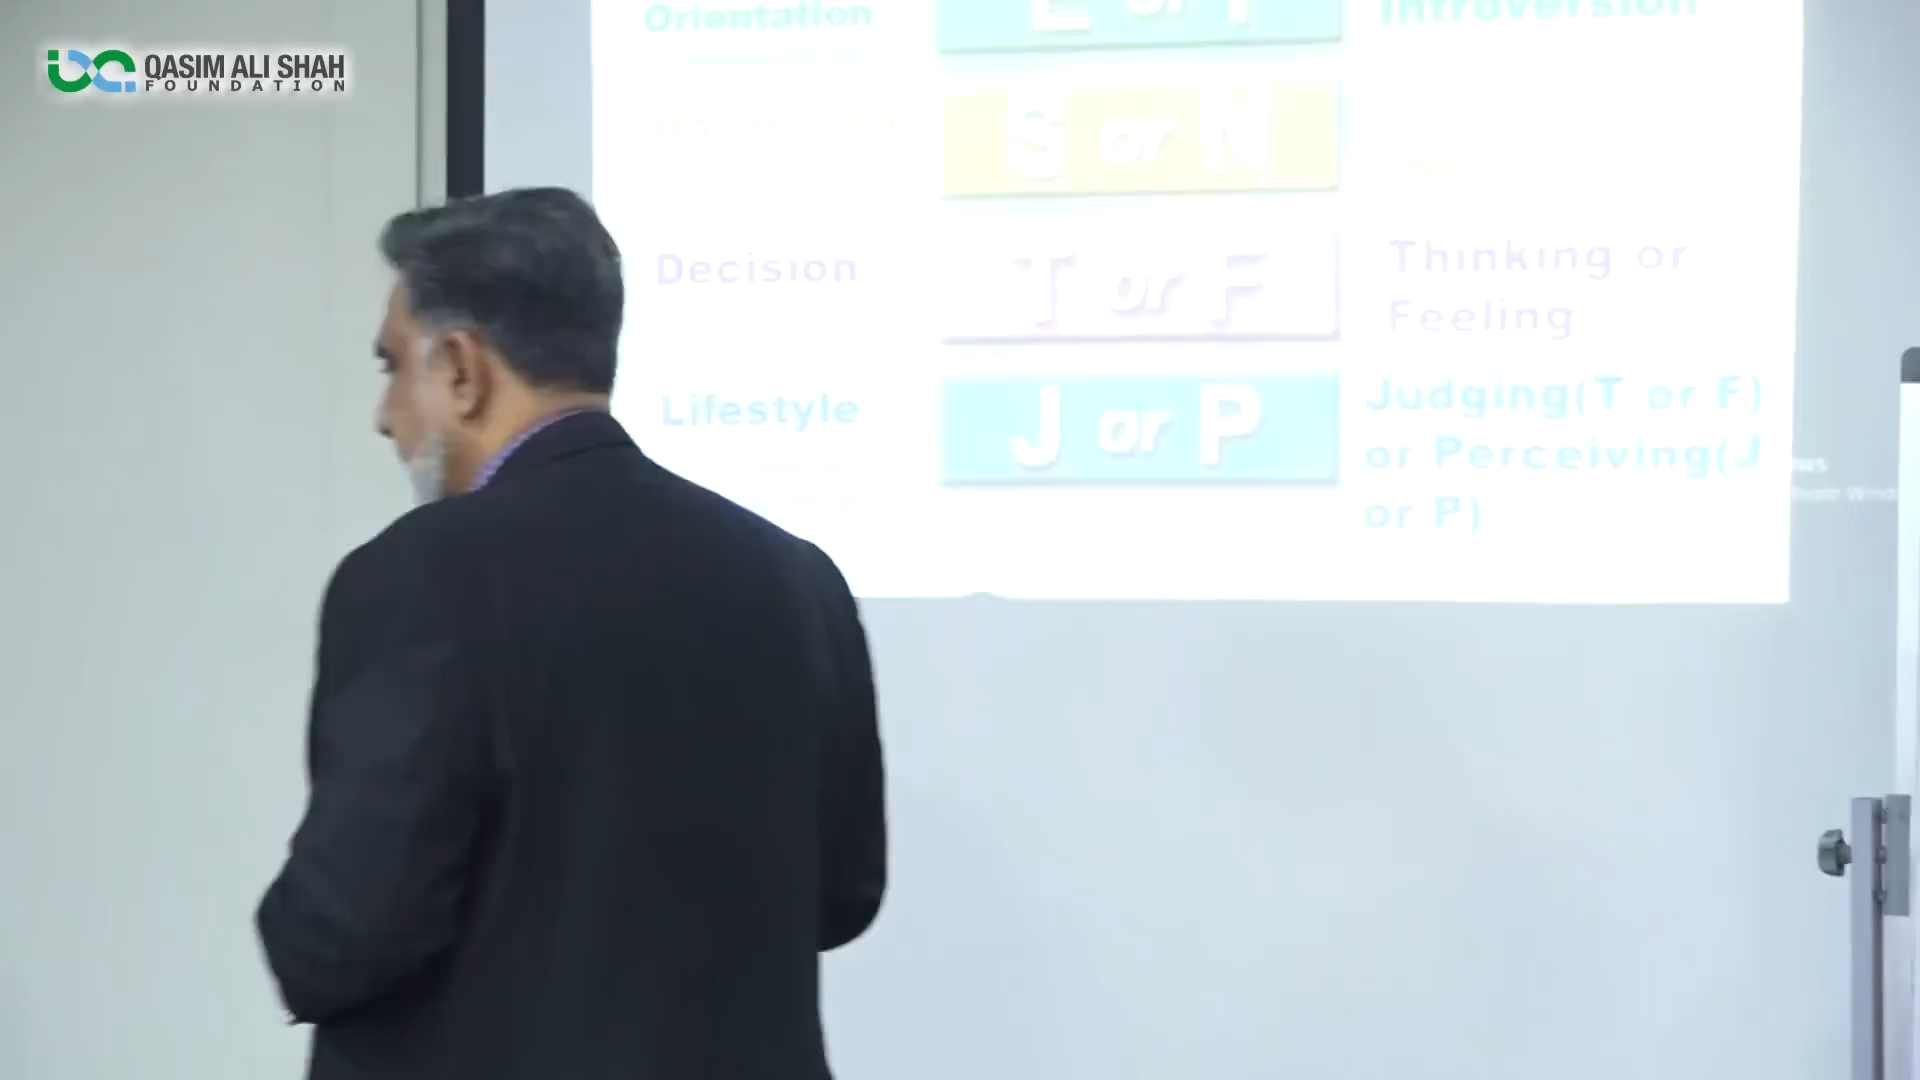 QASIM ALI SHAH
FOUNDATION
Orientation
E or I
Introversion
S or N
Decision
T or F
Thinking or
Feeling
Lifestyle
J or P
Judging(T or F)
or Perceiving(J
or P)